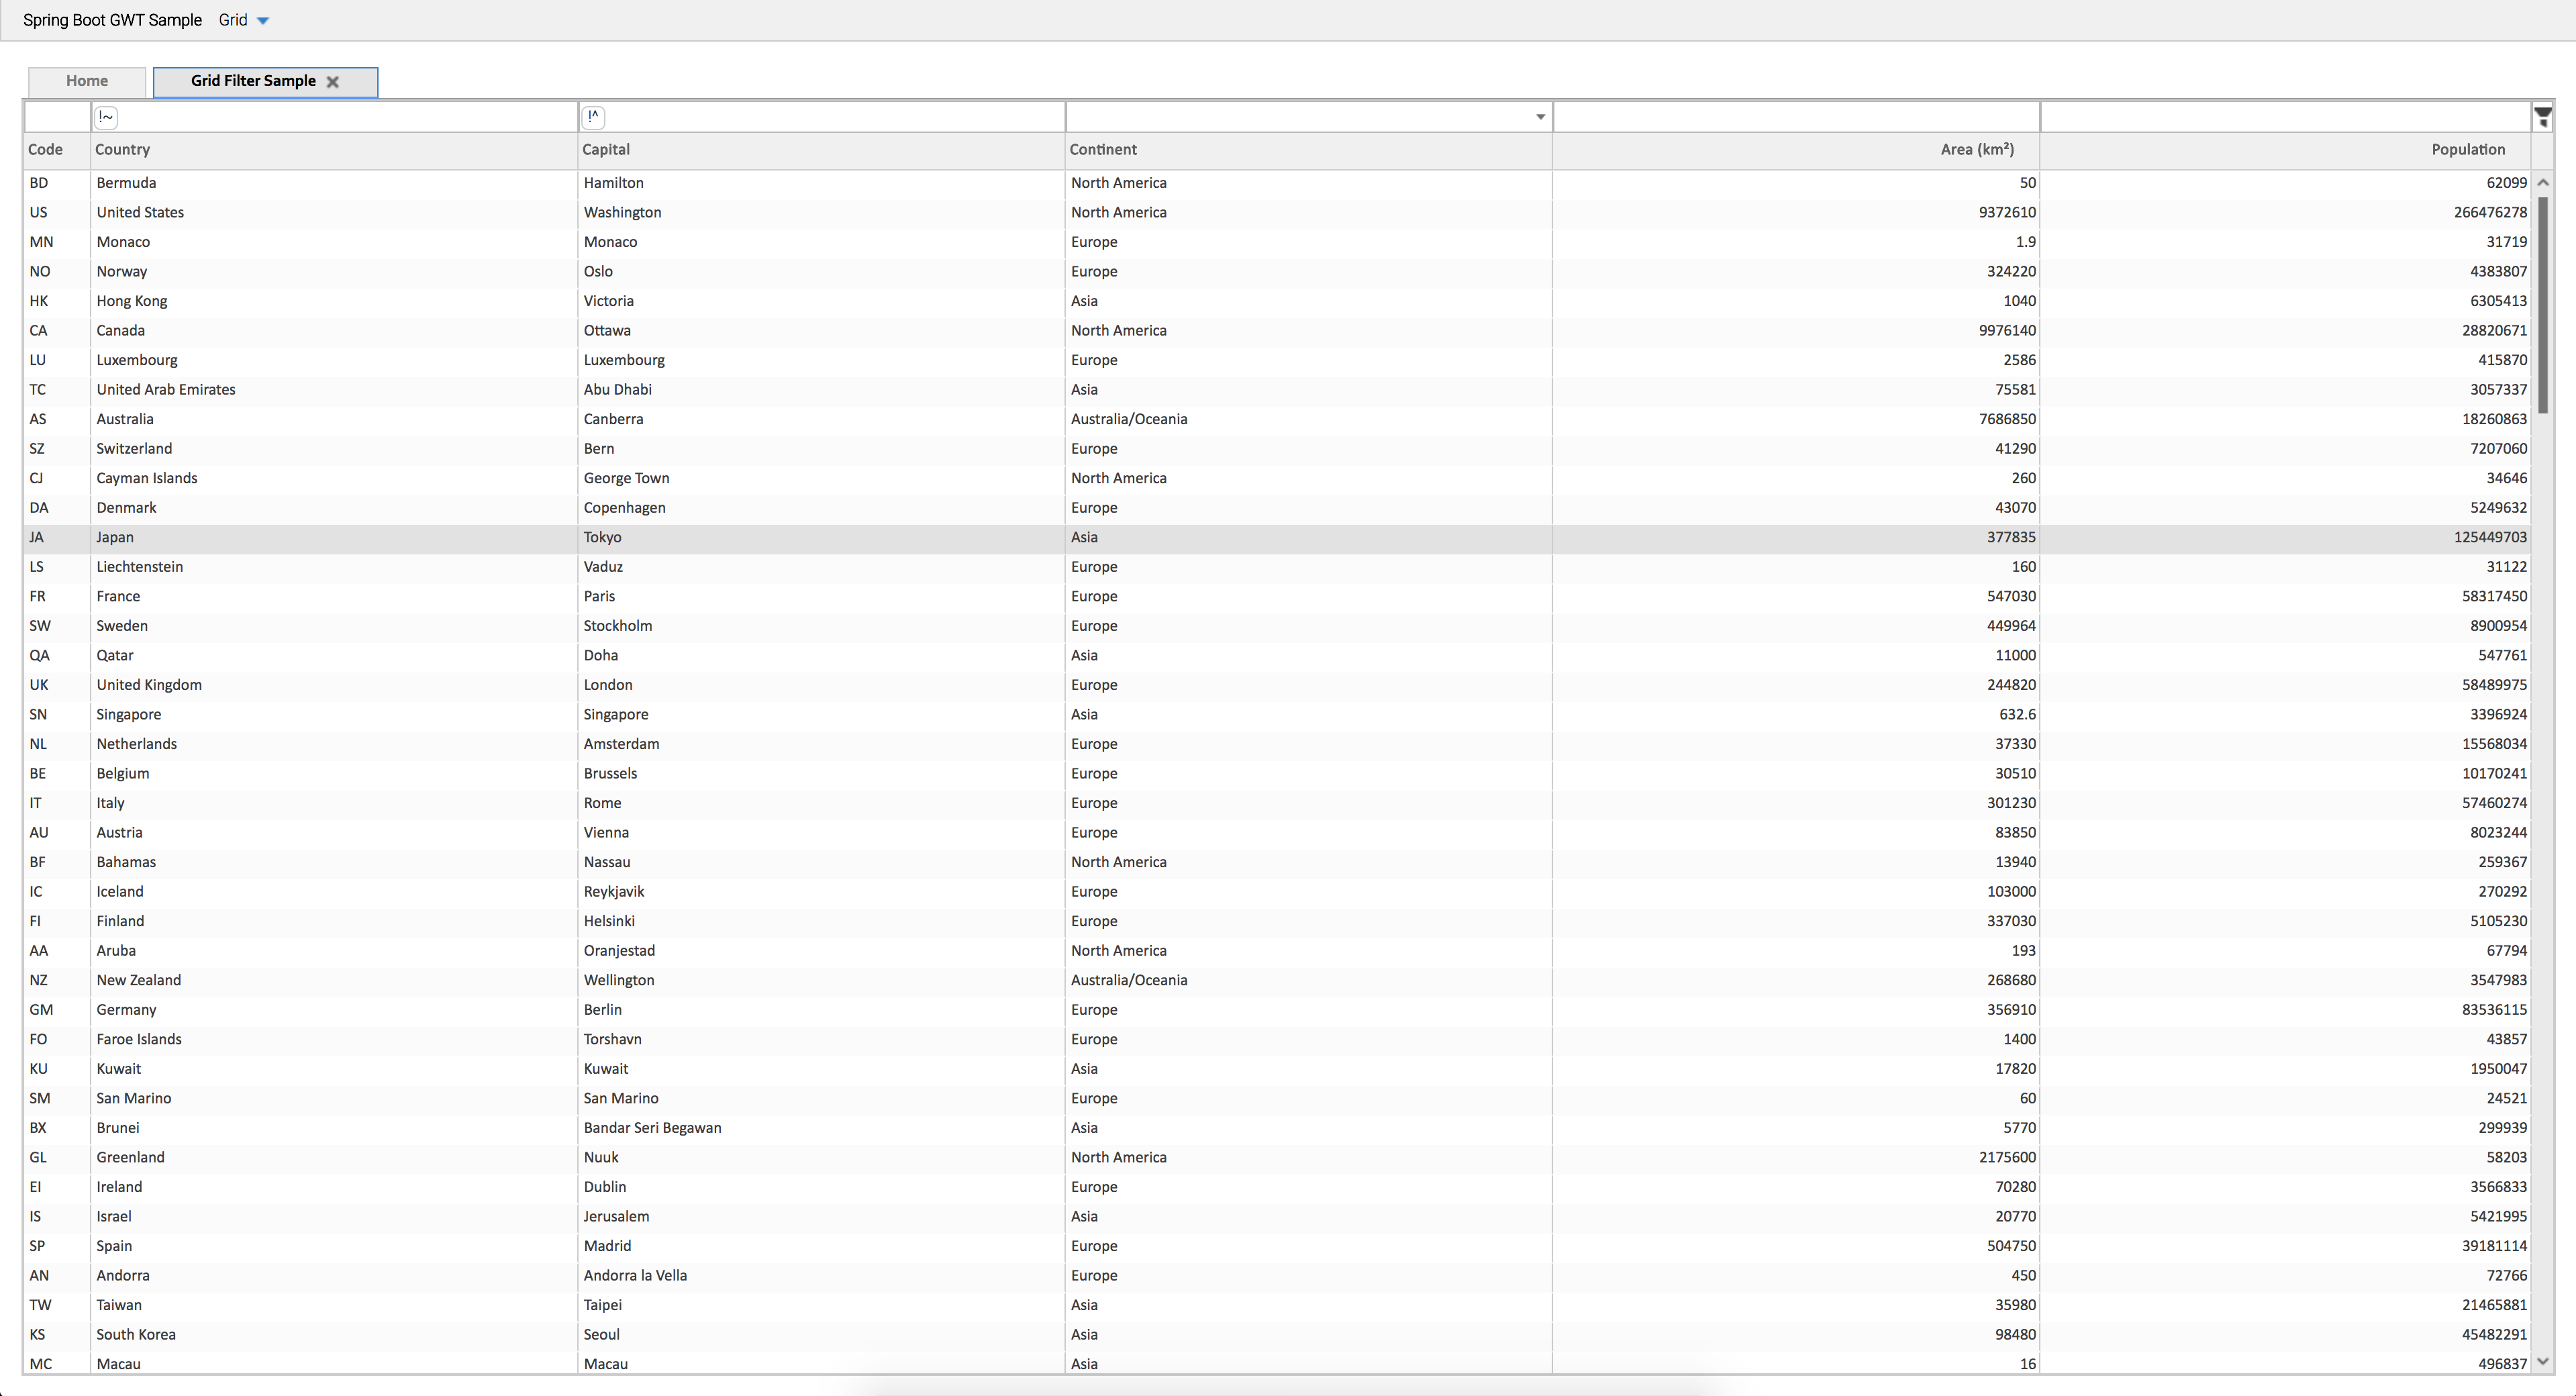 Spring Boot GWT Sample Grid
Home Grid Filter Sample
!~ !^
Code Country Capital Continent Area (km²) Population
BD Bermuda Hamilton North America 50 62099
US United States Washington North America 9372610 266476278
MN Monaco Monaco Europe 1.9 31719
NO Norway Oslo Europe 324220 4383807
HK Hong Kong Victoria Asia 1040 6305413
CA Canada Ottawa North America 9976140 28820671
LU Luxembourg Luxembourg Europe 2586 415870
TC United Arab Emirates Abu Dhabi Asia 75581 3057337
AS Australia Canberra Australia/Oceania 7686850 18260863
SZ Switzerland Bern Europe 41290 7207060
CJ Cayman Islands George Town North America 260 34646
DA Denmark Copenhagen Europe 43070 5249632
JA Japan Tokyo Asia 377835 125449703
LS Liechtenstein Vaduz Europe 160 31122
FR France Paris Europe 547030 58317450
SW Sweden Stockholm Europe 449964 8900954
QA Qatar Doha Asia 11000 547761
UK United Kingdom London Europe 244820 58489975
SN Singapore Singapore Asia 632.6 3396924
NL Netherlands Amsterdam Europe 37330 15568034
BE Belgium Brussels Europe 30510 10170241
IT Italy Rome Europe 301230 57460274
AU Austria Vienna Europe 83850 8023244
BF Bahamas Nassau North America 13940 259367
IC Iceland Reykjavik Europe 103000 270292
FI Finland Helsinki Europe 337030 5105230
AA Aruba Oranjestad North America 193 67794
NZ New Zealand Wellington Australia/Oceania 268680 3547983
GM Germany Berlin Europe 356910 83536115
FO Faroe Islands Torshavn Europe 1400 43857
KU Kuwait Kuwait Asia 17820 1950047
SM San Marino San Marino Europe 60 24521
BX Brunei Bandar Seri Begawan Asia 5770 299939
GL Greenland Nuuk North America 2175600 58203
EI Ireland Dublin Europe 70280 3566833
IS Israel Jerusalem Asia 20770 5421995
SP Spain Madrid Europe 504750 39181114
AN Andorra Andorra la Vella Europe 450 72766
TW Taiwan Taipei Asia 35980 21465881
KS South Korea Seoul Asia 98480 45482291
MC Macau Macau Asia 16 496837